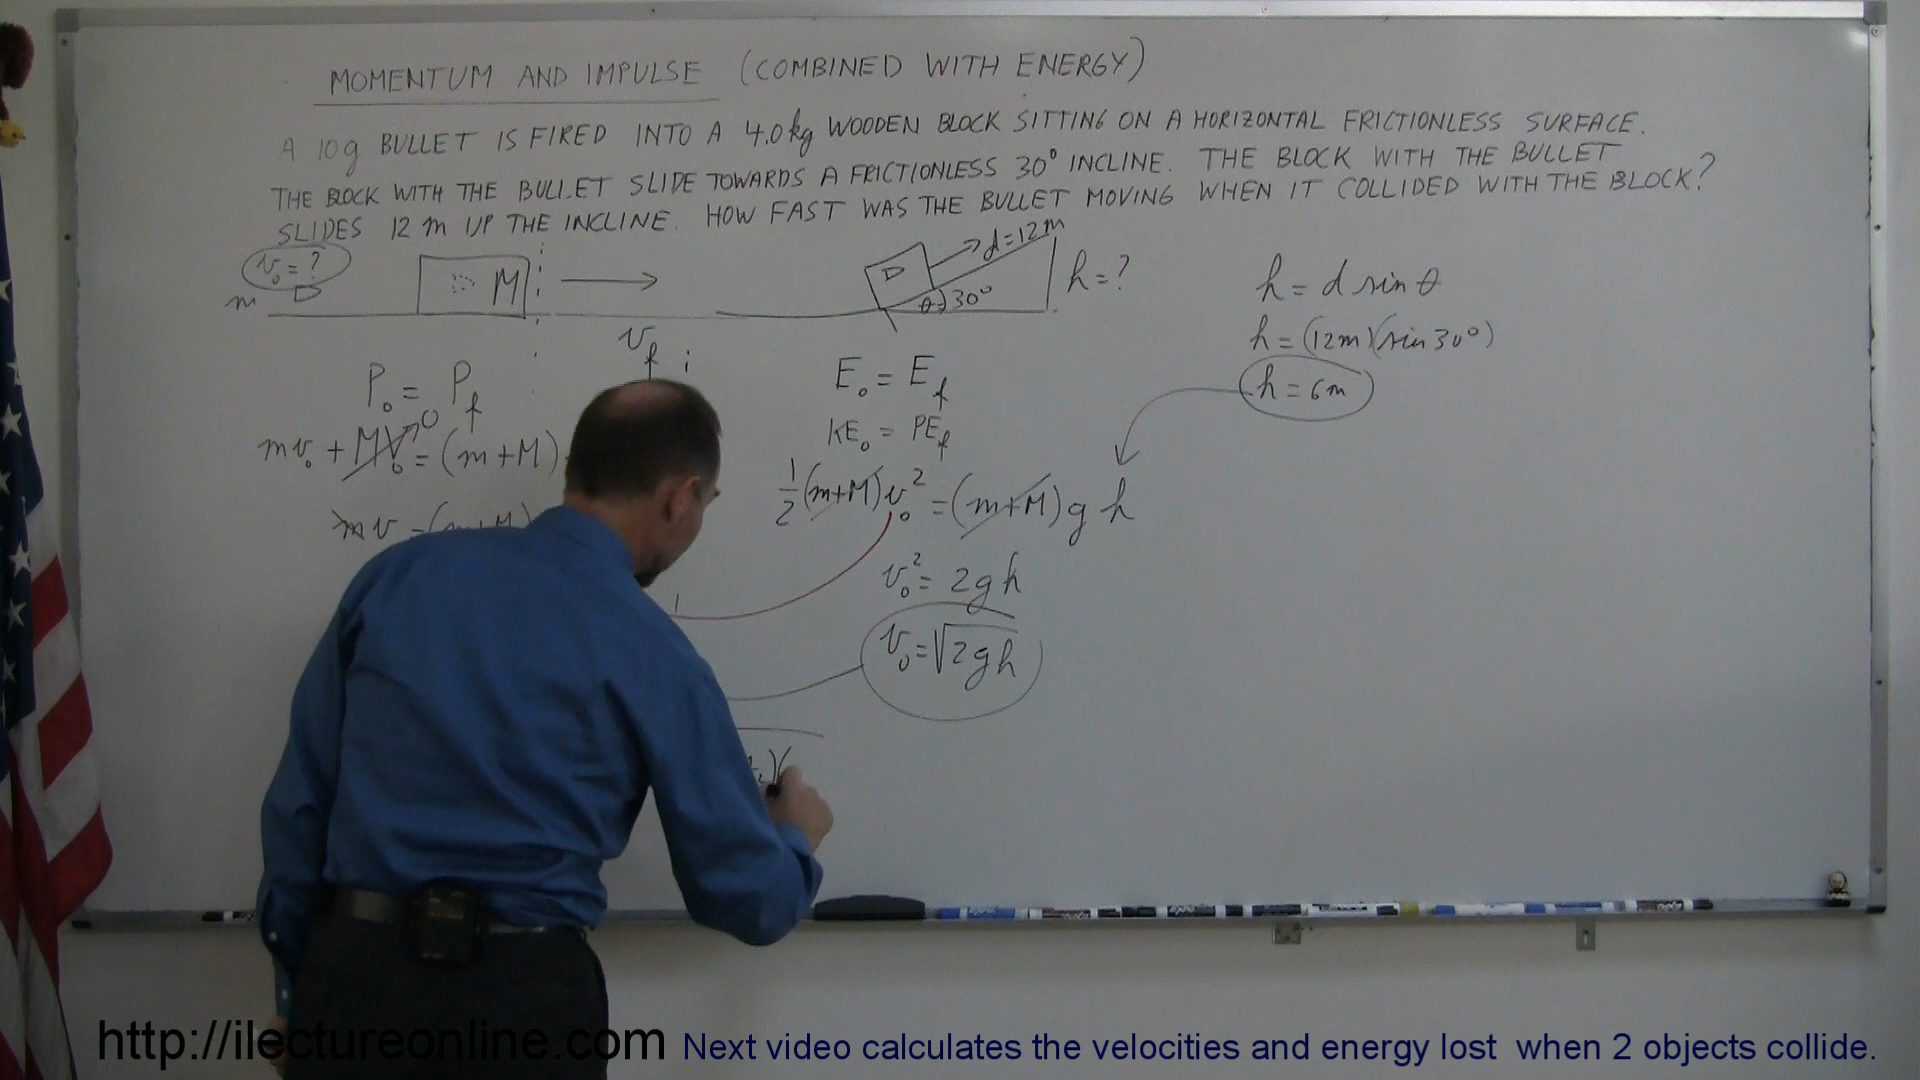 MOMENTUM AND IMPULSE (COMBINED WITH ENERGY)
A 10g BULLET IS FIRED INTO A 4.0kg WOODEN BLOCK SITTING ON A HORIZONTAL FRICTIONLESS SURFACE.
THE BLOCK WITH THE BULLET SLIDE TOWARDS A FRICTIONLESS 30° INCLINE. THE BLOCK WITH THE BULLET
SLIDES 12 m UP THE INCLINE. HOW FAST WAS THE BULLET MOVING WHEN IT COLLIDED WITH THE BLOCK?
v₀ = ?
m
M
v_f
d=12m
θ
30°
h=?
P₀ = P_f
mv₀ + MV₀ = (m+M)
0
mv = (m+M)
E₀ = E_f
KE₀ = PE_f
½(m+M)v₀² = (m+M)gh
v₀² = 2gh
v₀ = √2gh
h = d sin θ
h = (12m)(sin30°)
h = 6m
http://ilectureonline.com Next video calculates the velocities and energy lost when 2 objects collide.